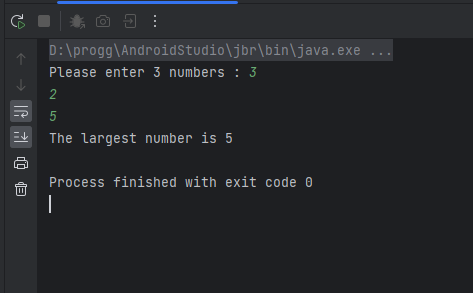 D:\progg\AndroidStudio\jbr\bin\java.exe ...
Please enter 3 numbers : 3
2
5
The largest number is 5
Process finished with exit code 0